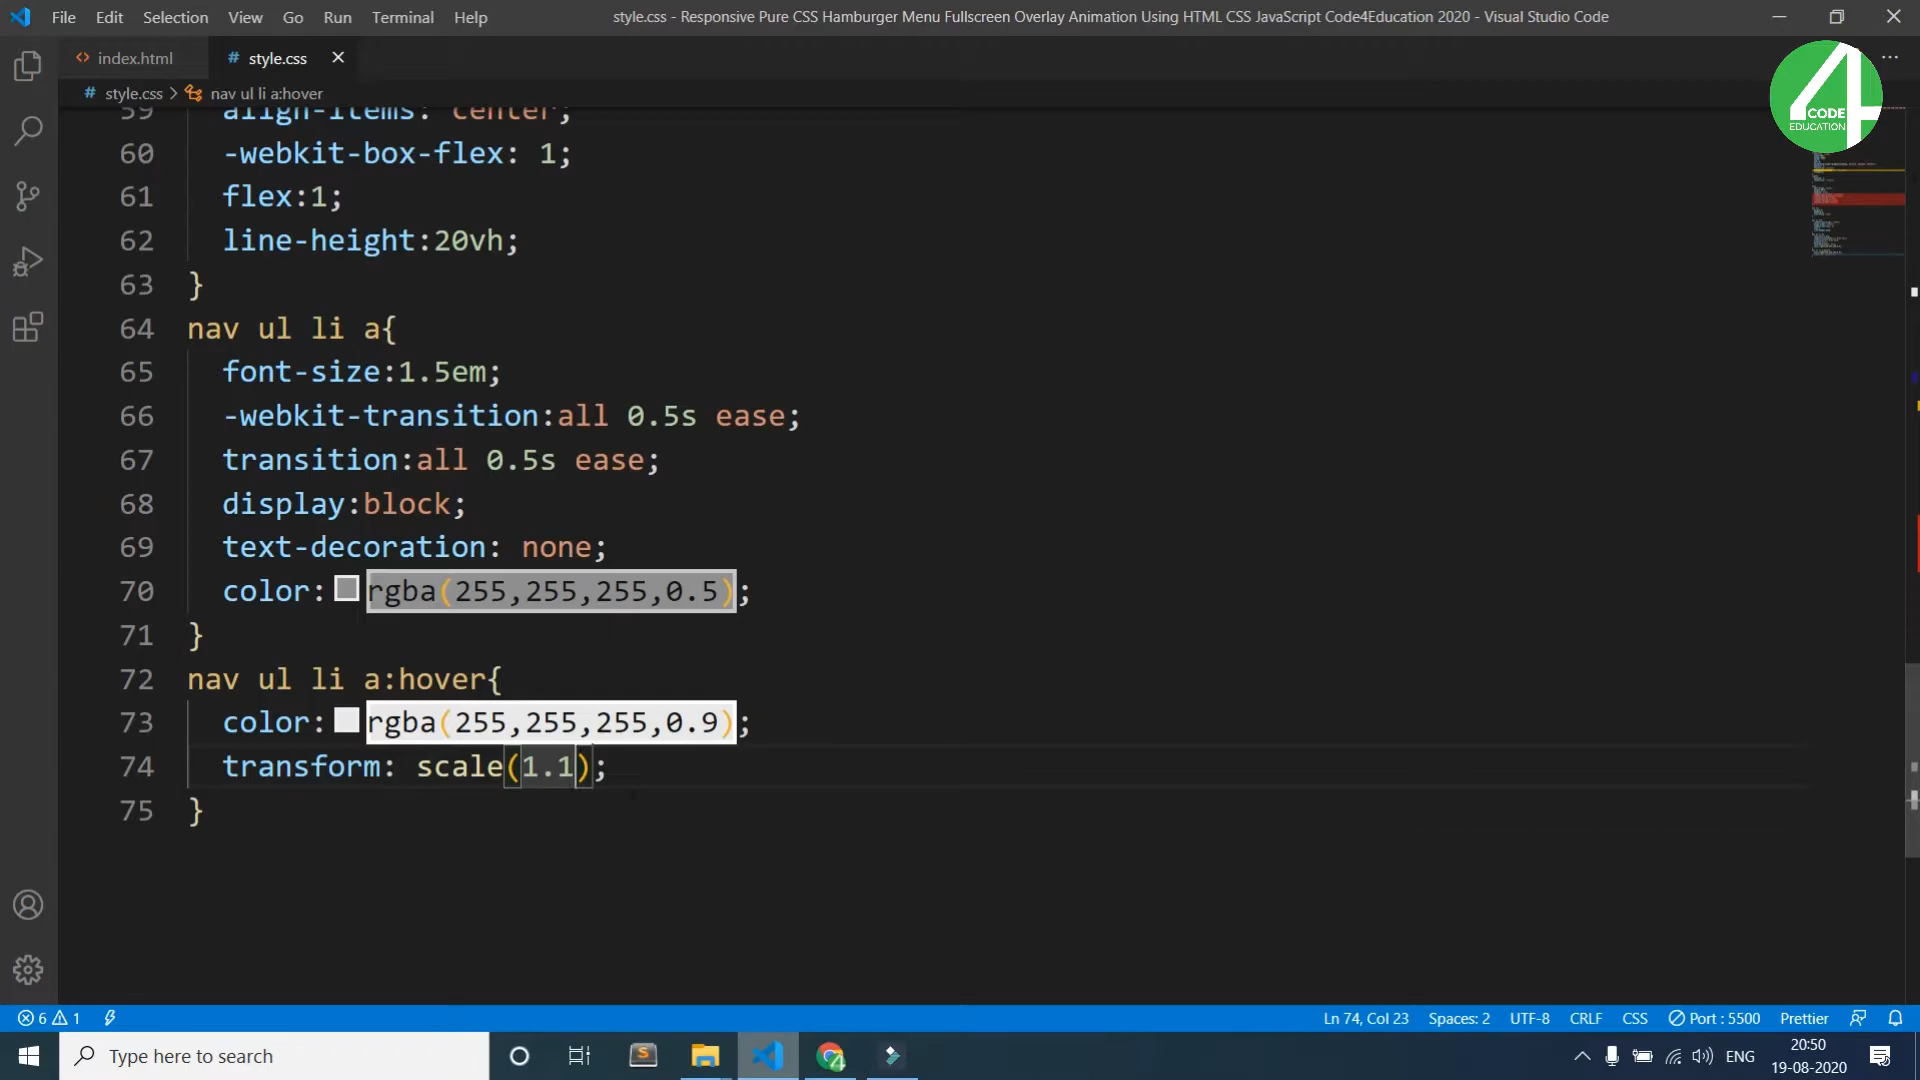 File Edit Selection View Go Run Terminal Help
style.css - Responsive Pure CSS Hamburger Menu Fullscreen Overlay Animation Using HTML CSS JavaScript Code4Education 2020 - Visual Studio Code
index.html
# style.css
# style.css > nav ul li a:hover
4
CODE
EDUCATION
59 align-items: center;
60 -webkit-box-flex: 1;
61 flex:1;
62 line-height:20vh;
63 }
64 nav ul li a{
65 font-size:1.5em;
66 -webkit-transition:all 0.5s ease;
67 transition:all 0.5s ease;
68 display:block;
69 text-decoration: none;
70 color:rgba(255,255,255,0.5);
71 }
72 nav ul li a:hover{
73 color:rgba(255,255,255,0.9);
74 transform: scale(1.1);
75 }
6 1
Ln 74, Col 23 Spaces: 2 UTF-8 CRLF CSS Port : 5500 Prettier
Type here to search
ENG
20:50
19-08-2020